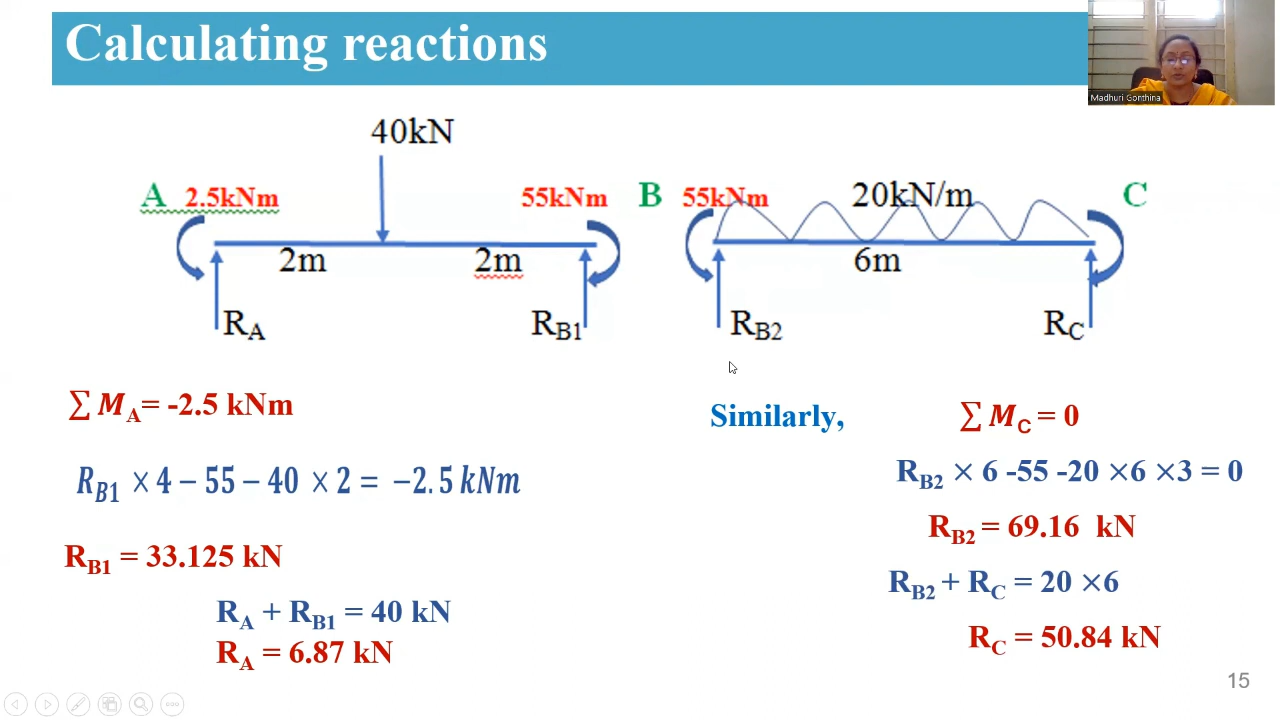 Calculating reactions
Madhuri Gonthina
40kN
A 2.5kNm 55kNm B 55kNm 20kN/m C
2m 2m 6m
R_A R_B1 R_B2 R_C
∑ M_A= -2.5 kNm
R_B1 × 4 − 55 − 40 × 2 = −2.5 kNm
R_B1 = 33.125 kN
R_A + R_B1 = 40 kN
R_A = 6.87 kN
Similarly, ∑ M_C = 0
R_B2 × 6 -55 -20 ×6 ×3 = 0
R_B2 = 69.16 kN
R_B2 + R_C = 20 ×6
R_C = 50.84 kN
15